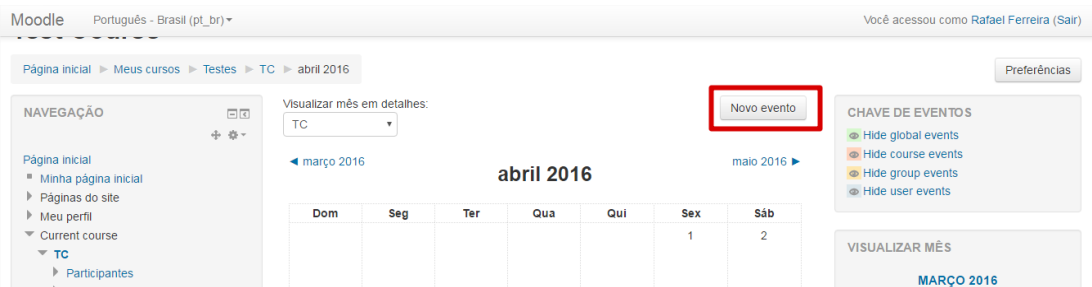 Moodle Português - Brasil (pt_br) Você acessou como Rafael Ferreira (Sair)
Página inicial ▶ Meus cursos ▶ Testes ▶ TC ▶ abril 2016
Preferências
NAVEGAÇÃO
Página inicial
Minha página inicial
Páginas do site
Meu perfil
Current course
TC
Participantes
Visualizar mês em detalhes:
TC
Novo evento
◀ março 2016
abril 2016
maio 2016 ▶
Dom Seg Ter Qua Qui Sex Sáb
1 2
CHAVE DE EVENTOS
Hide global events
Hide course events
Hide group events
Hide user events
VISUALIZAR MÊS
MARÇO 2016